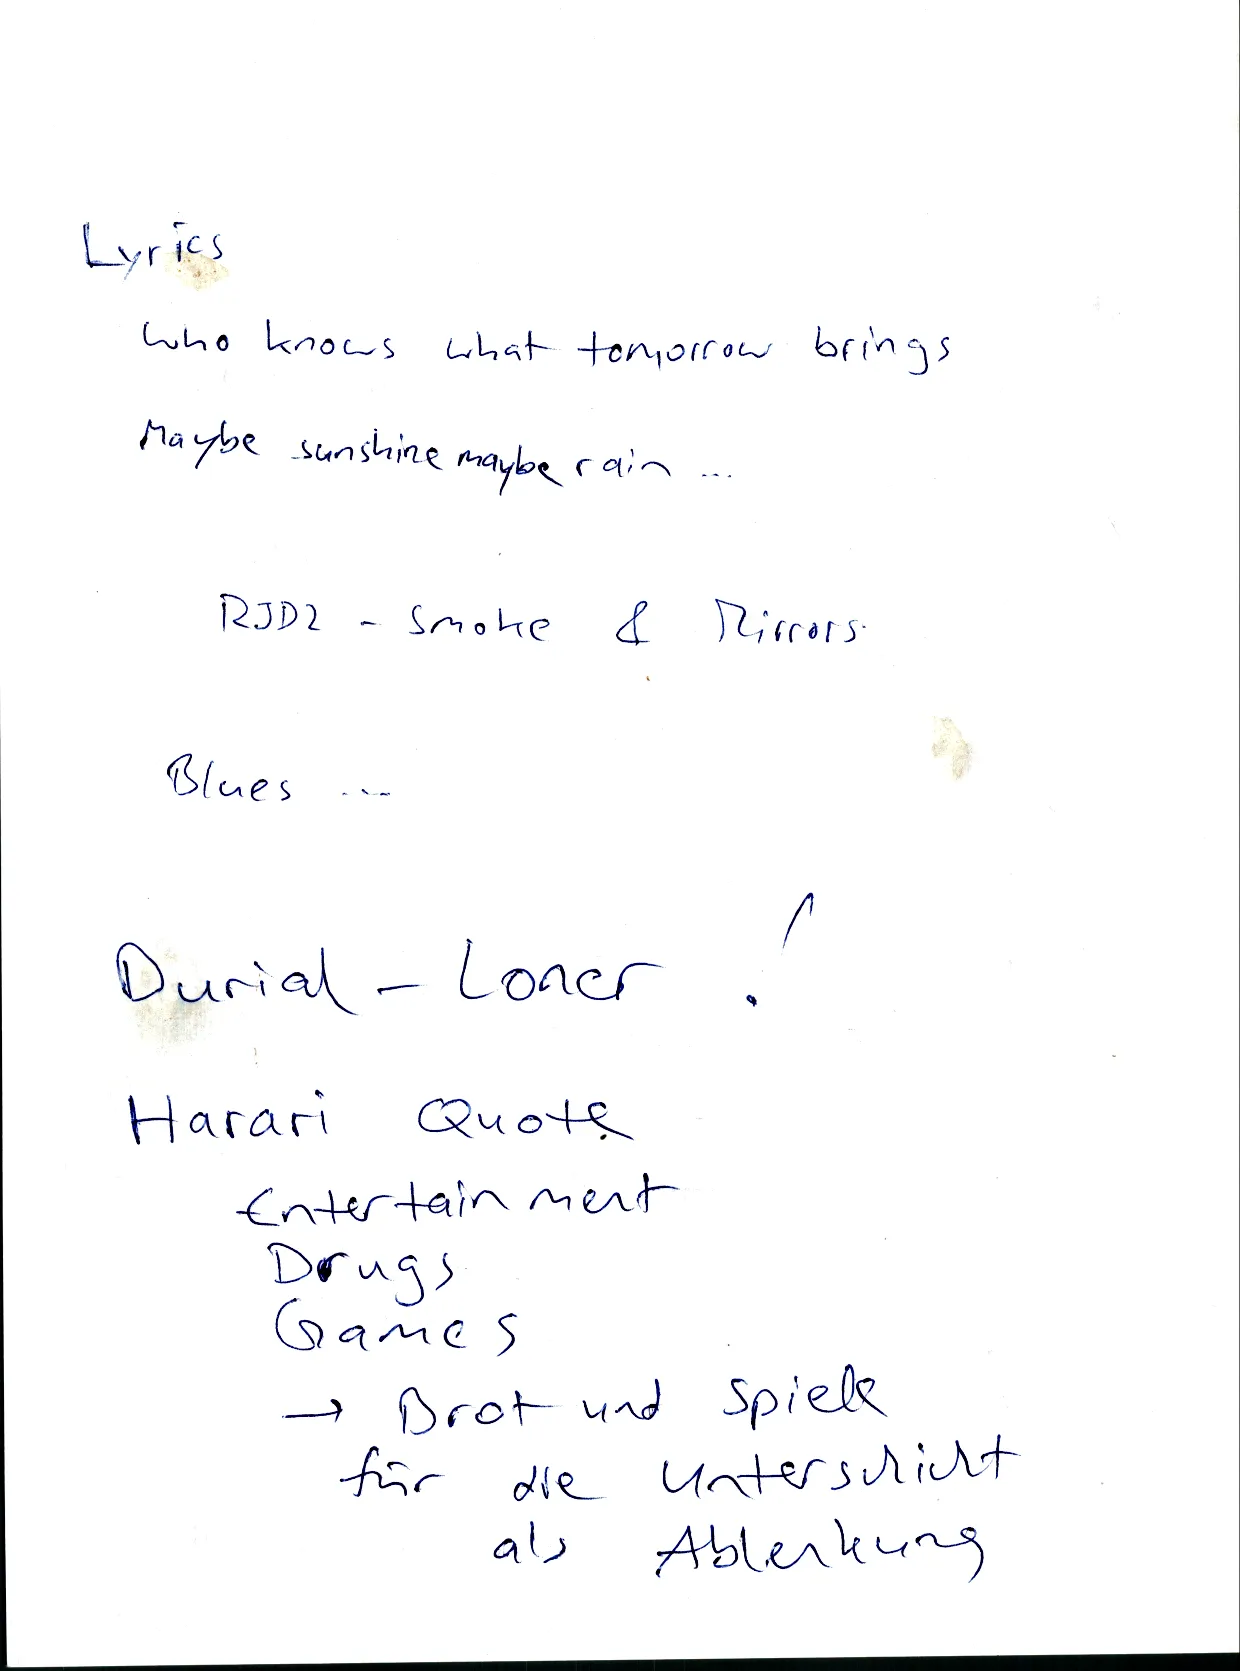 Lyrics
Who knows what tomorrow brings
Maybe sunshine maybe rain ...
RJD2 - Smoke & Mirrors
Blues ...
Burial - Loner !
Harari Quote
Entertainment
Drugs
Games
→ Brot und Spiele
für die Unterschicht
als Ablenkung